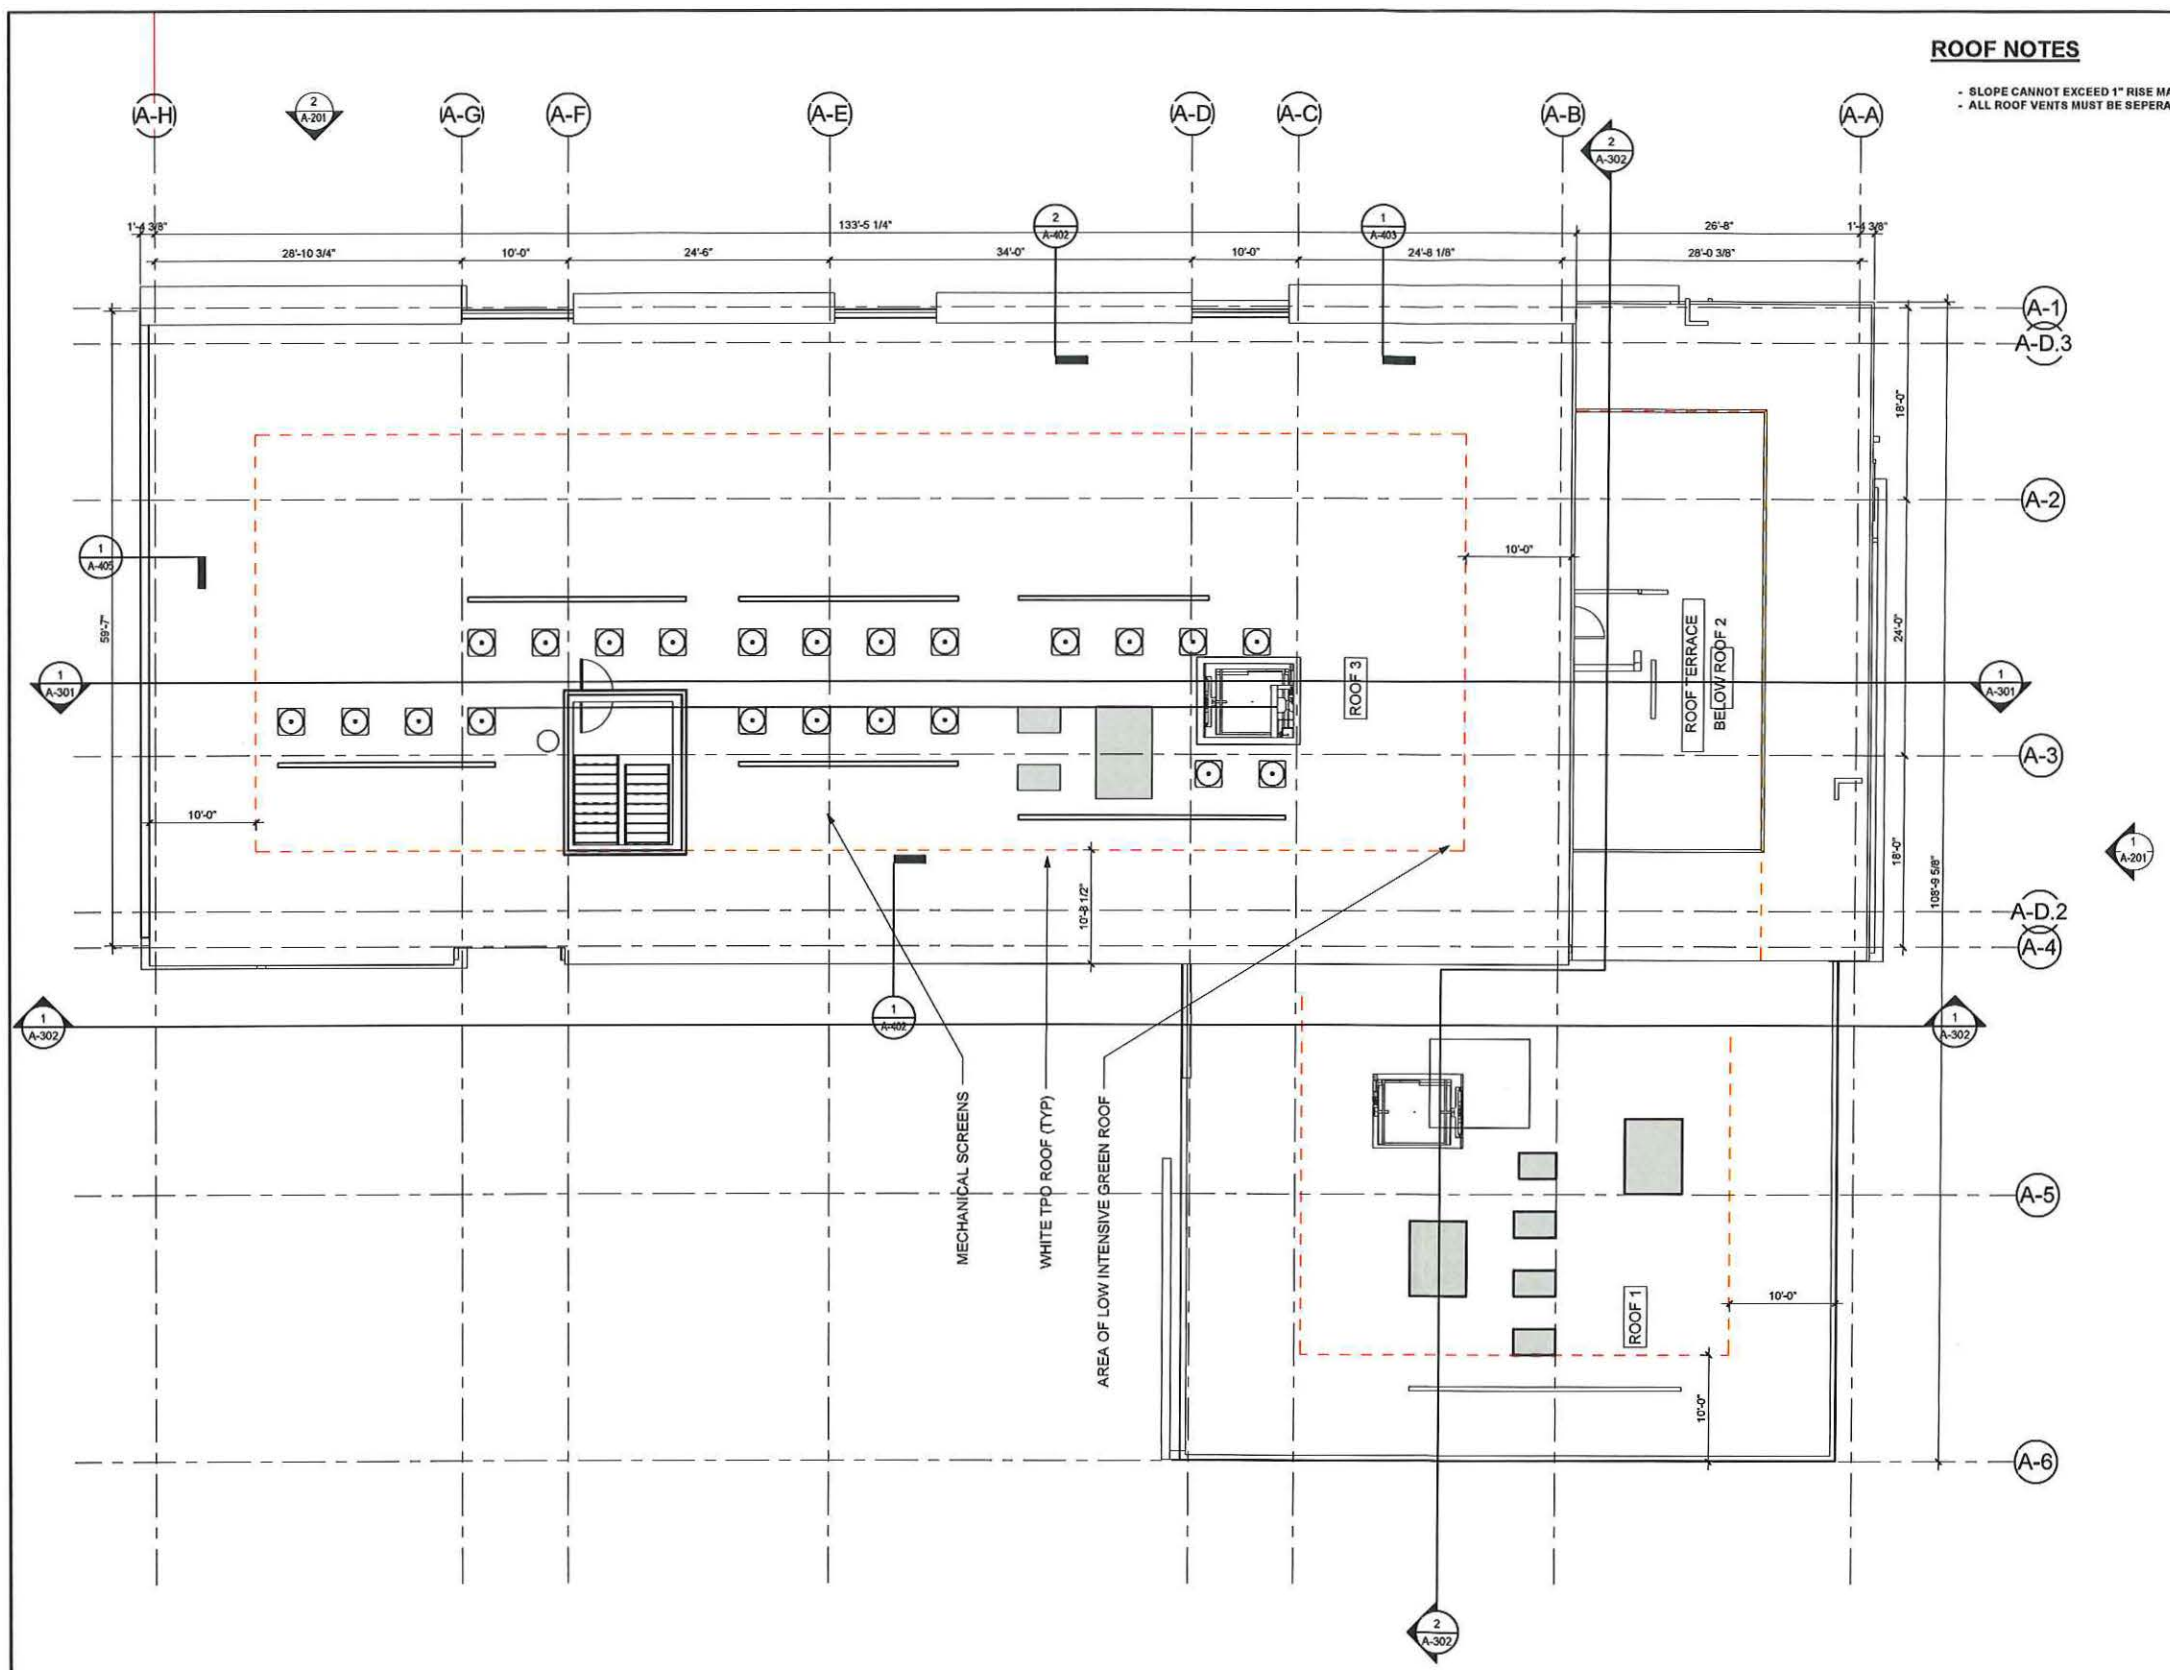 ROOF NOTES
- SLOPE CANNOT EXCEED 1" RISE MA
- ALL ROOF VENTS MUST BE SEPERA
A-H
2
A-201
A-G
A-F
A-E
A-D
A-C
A-B
2
A-302
A-A
1'-4 3/8"
133'-5 1/4"
2
A-402
1
A-403
26'-8"
1'-4 3/8"
28'-10 3/4"
10'-0"
24'-6"
34'-0"
10'-0"
24'-8 1/8"
28'-0 3/8"
A-1
A-D.3
18'-0"
A-2
1
A-405
10'-0"
59'-7"
24'-0"
ROOF TERRACE
BELOW ROOF 2
ROOF 3
1
A-301
1
A-301
A-3
10'-0"
18'-0"
1
A-201
108'-9 5/8"
10'-8 1/2"
A-D.2
A-4
1
A-302
1
A-402
1
A-302
MECHANICAL SCREENS
WHITE TPO ROOF (TYP)
AREA OF LOW INTENSIVE GREEN ROOF
A-5
ROOF 1
10'-0"
10'-0"
A-6
2
A-302